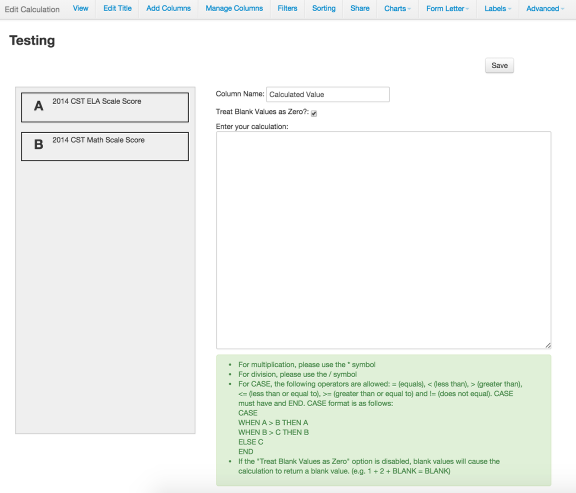 Edit Calculation View Edit Title Add Columns Manage Columns Filters Sorting Share Charts Form Letter Labels Advanced
Testing
Save
A 2014 CST ELA Scale Score
B 2014 CST Math Scale Score
Column Name: Calculated Value
Treat Blank Values as Zero?:
Enter your calculation:
• For multiplication, please use the * symbol
• For division, please use the / symbol
• For CASE, the following operators are allowed: = (equals), < (less than), > (greater than),
<= (less than or equal to), >= (greater than or equal to) and != (does not equal). CASE
must have and END. CASE format is as follows:
CASE
WHEN A > B THEN A
WHEN B > C THEN B
ELSE C
END
• If the "Treat Blank Values as Zero" option is disabled, blank values will cause the
calculation to return a blank value. (e.g. 1 + 2 + BLANK = BLANK)